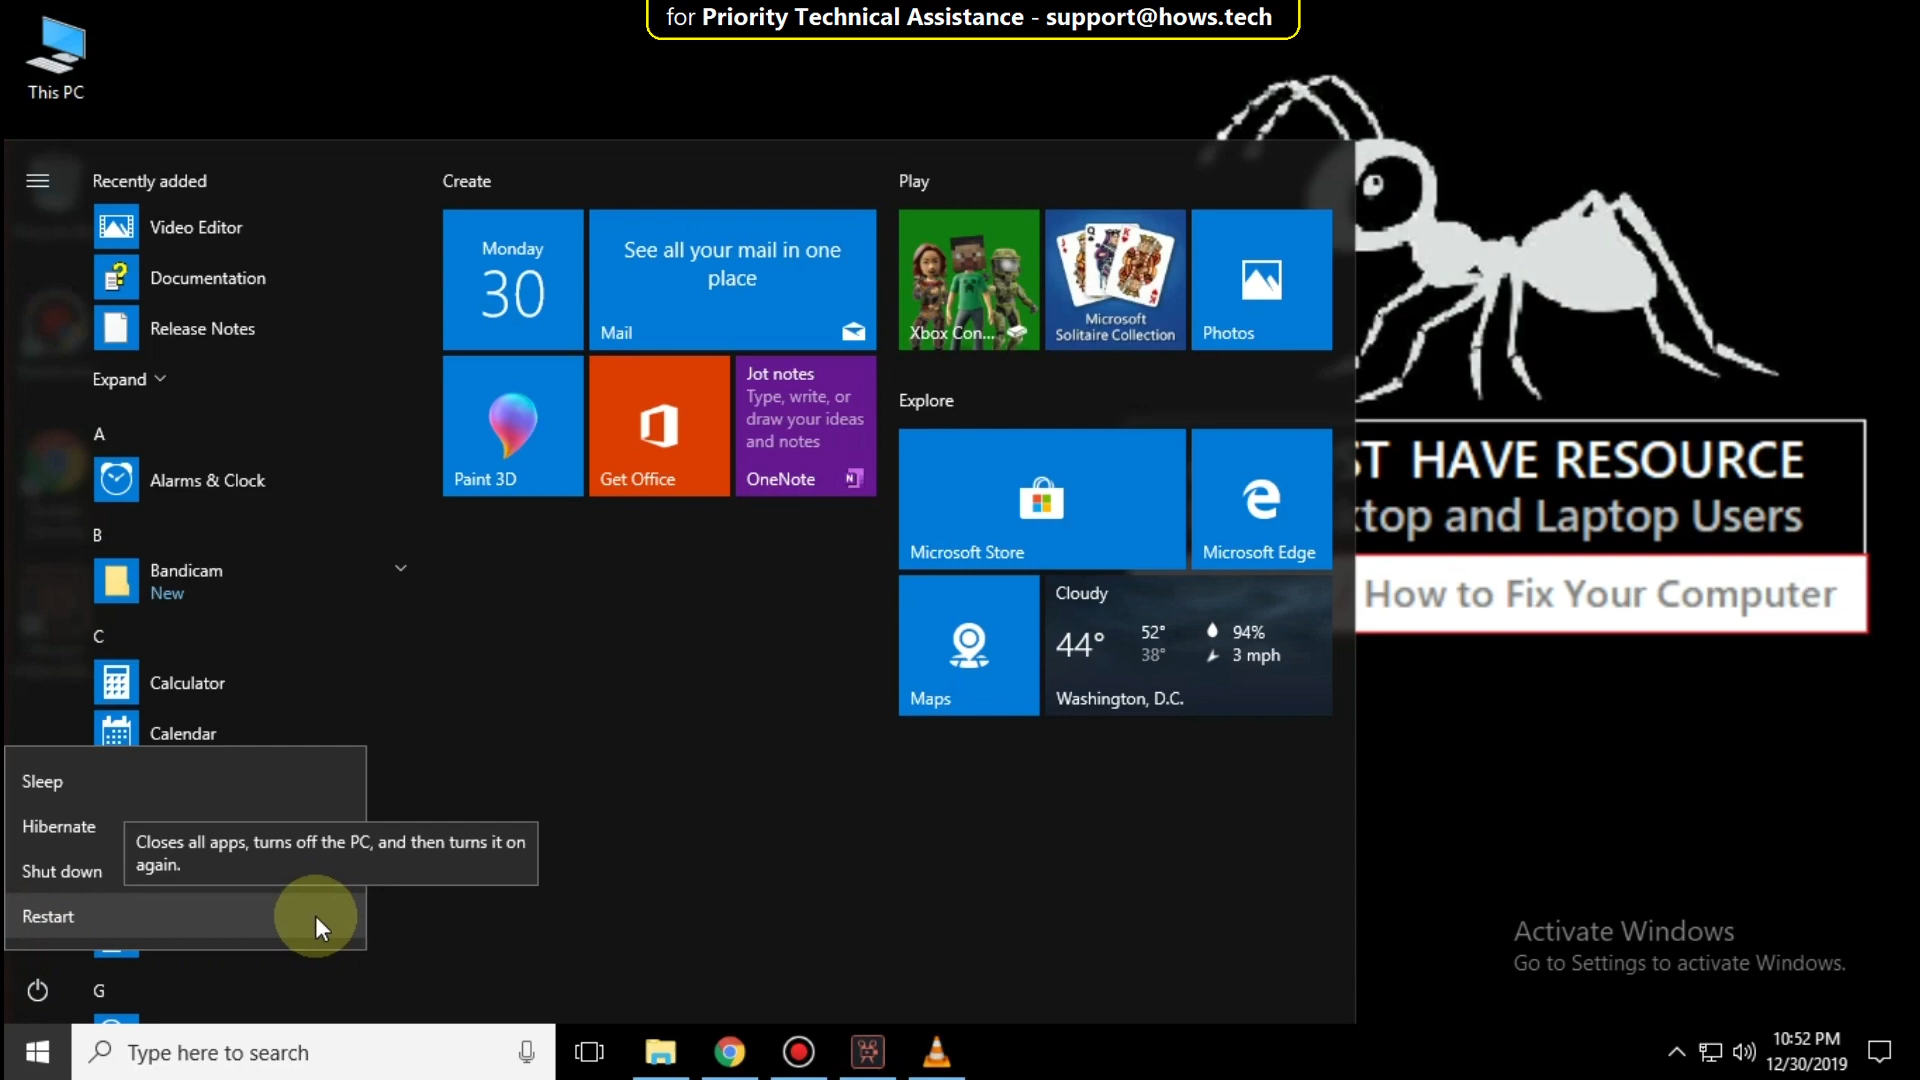 for Priority Technical Assistance - support@hows.tech
This PC
Recently added
Video Editor
Documentation
Release Notes
Expand
A
Alarms & Clock
B
Bandicam
New
C
Calculator
Calendar
Sleep
Hibernate
Shut down
Restart
Closes all apps, turns off the PC, and then turns it on
again.
G
Create
Monday
30
See all your mail in one
place
Mail
Paint 3D
Get Office
Jot notes
Type, write, or
draw your ideas
and notes
OneNote
N
Play
Xbox Con...
J
Q
K
Microsoft
Solitaire Collection
Photos
Explore
Microsoft Store
Microsoft Edge
Maps
Cloudy
44°
52°
38°
94%
3 mph
Washington, D.C.
ST HAVE RESOURCE
top and Laptop Users
How to Fix Your Computer
Activate Windows
Go to Settings to activate Windows.
Type here to search
10:52 PM
12/30/2019